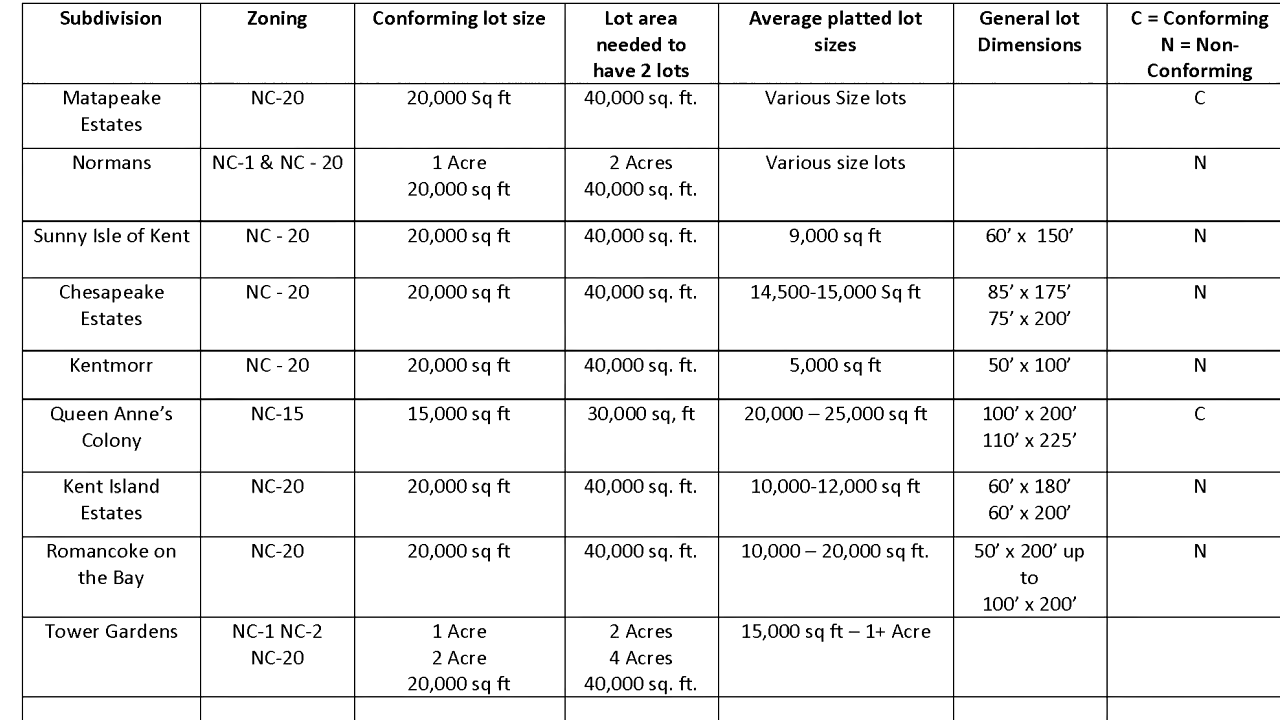 Subdivision Zoning Conforming lot size Lot area needed to have 2 lots Average platted lot sizes General lot Dimensions C = Conforming N = Non-Conforming
Matapeake Estates NC-20 20,000 Sq ft 40,000 sq. ft. Various Size lots C
Normans NC-1 & NC - 20 1 Acre 20,000 sq ft 2 Acres 40,000 sq. ft. Various size lots N
Sunny Isle of Kent NC - 20 20,000 sq ft 40,000 sq. ft. 9,000 sq ft 60’ x 150’ N
Chesapeake Estates NC - 20 20,000 sq ft 40,000 sq. ft. 14,500-15,000 Sq ft 85’ x 175’ 75’ x 200’ N
Kentmorr NC - 20 20,000 sq ft 40,000 sq. ft. 5,000 sq ft 50’ x 100’ N
Queen Anne’s Colony NC-15 15,000 sq ft 30,000 sq, ft 20,000 – 25,000 sq ft 100’ x 200’ 110’ x 225’ C
Kent Island Estates NC-20 20,000 sq ft 40,000 sq. ft. 10,000-12,000 sq ft 60’ x 180’ 60’ x 200’ N
Romancoke on the Bay NC-20 20,000 sq ft 40,000 sq. ft. 10,000 – 20,000 sq ft. 50’ x 200’ up to 100’ x 200’ N
Tower Gardens NC-1 NC-2 NC-20 1 Acre 2 Acre 20,000 sq ft 2 Acres 4 Acres 40,000 sq. ft. 15,000 sq ft – 1+ Acre